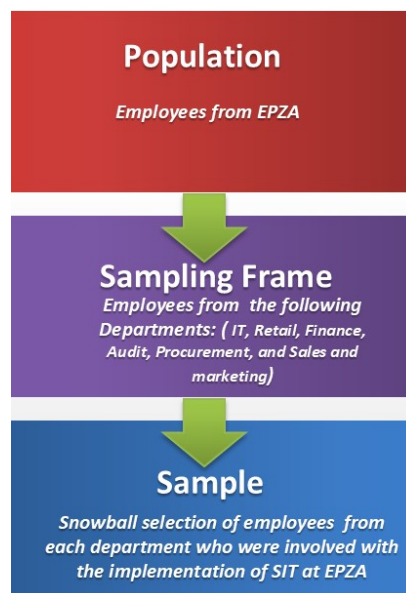 Population
Employees from EPZA
Sampling Frame
Employees from the following
Departments: ( IT, Retail, Finance,
Audit, Procurement, and Sales and
marketing)
Sample
Snowball selection of employees from
each department who were involved with
the implementation of SIT at EPZA